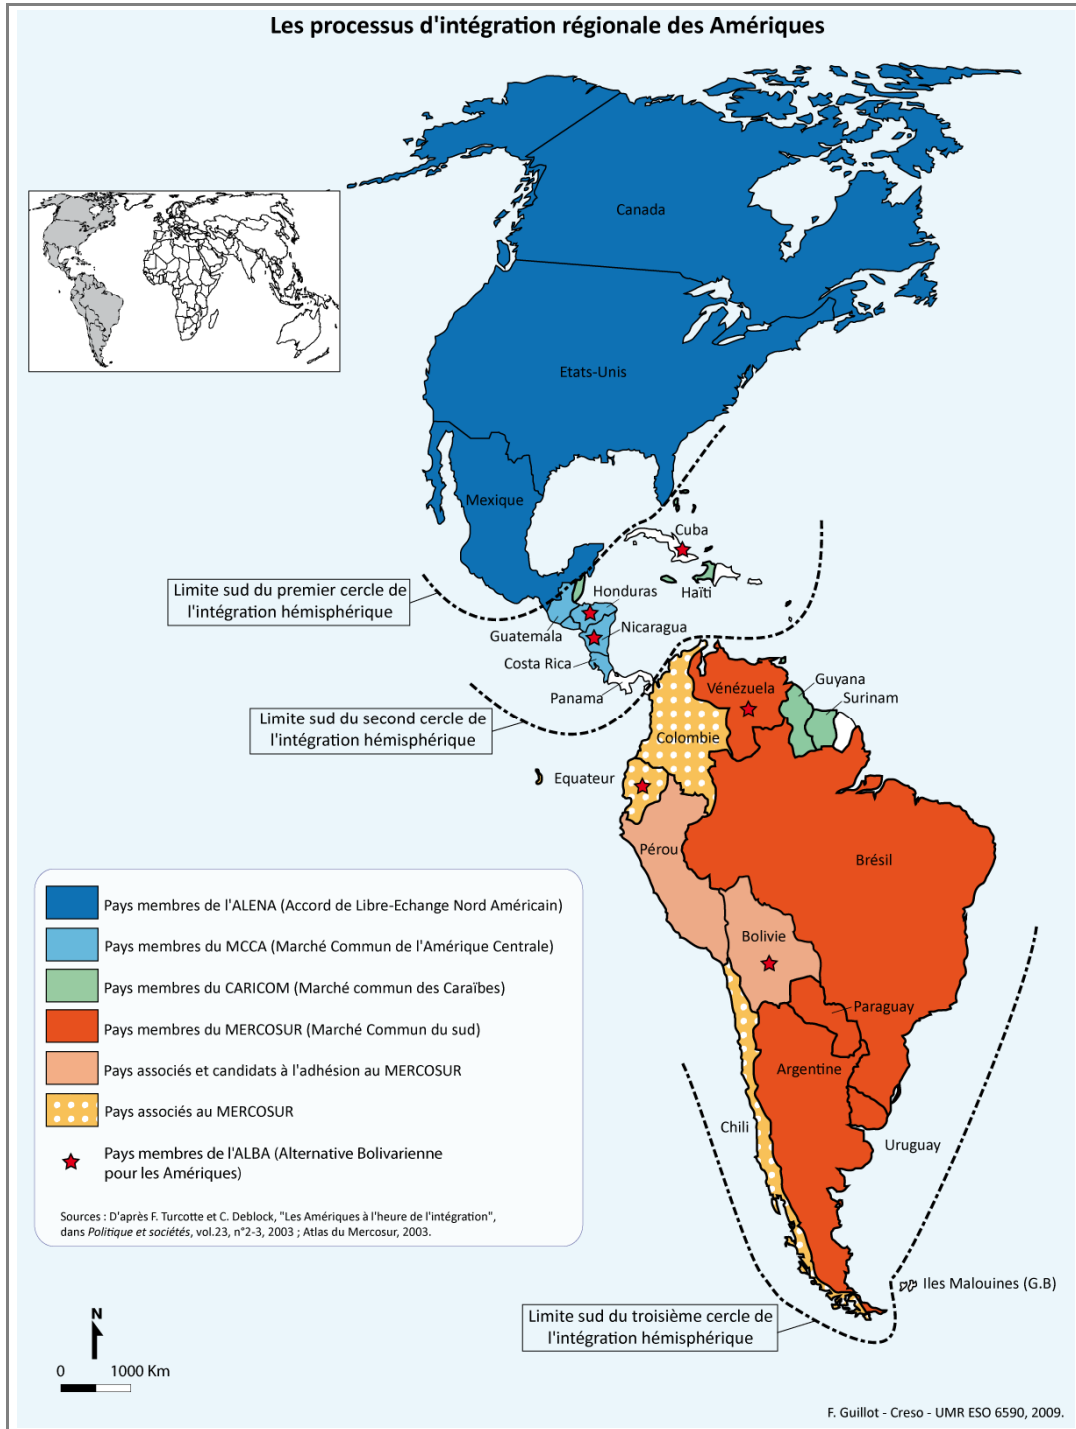 Les processus d'intégration régionale des Amériques
Canada
Etats-Unis
Mexique
Cuba
Haïti
Limite sud du premier cercle de
l'intégration hémisphérique
Honduras
Guatemala
Nicaragua
Costa Rica
Panama
Limite sud du second cercle de
l'intégration hémisphérique
Vénézuela
Guyana
Surinam
Colombie
Equateur
Pérou
Brésil
Bolivie
Paraguay
Argentine
Chili
Uruguay
Pays membres de l'ALENA (Accord de Libre-Echange Nord Américain)
Pays membres du MCCA (Marché Commun de l'Amérique Centrale)
Pays membres du CARICOM (Marché commun des Caraïbes)
Pays membres du MERCOSUR (Marché Commun du sud)
Pays associés et candidats à l'adhésion au MERCOSUR
Pays associés au MERCOSUR
Pays membres de l'ALBA (Alternative Bolivarienne
pour les Amériques)
Sources : D'après F. Turcotte et C. Deblock, "Les Amériques à l'heure de l'intégration",
dans Politique et sociétés, vol.23, n°2-3, 2003 ; Atlas du Mercosur, 2003.
Iles Malouines (G.B)
Limite sud du troisième cercle de
l'intégration hémisphérique
N
0 1000 Km
F. Guillot - Creso - UMR ESO 6590, 2009.